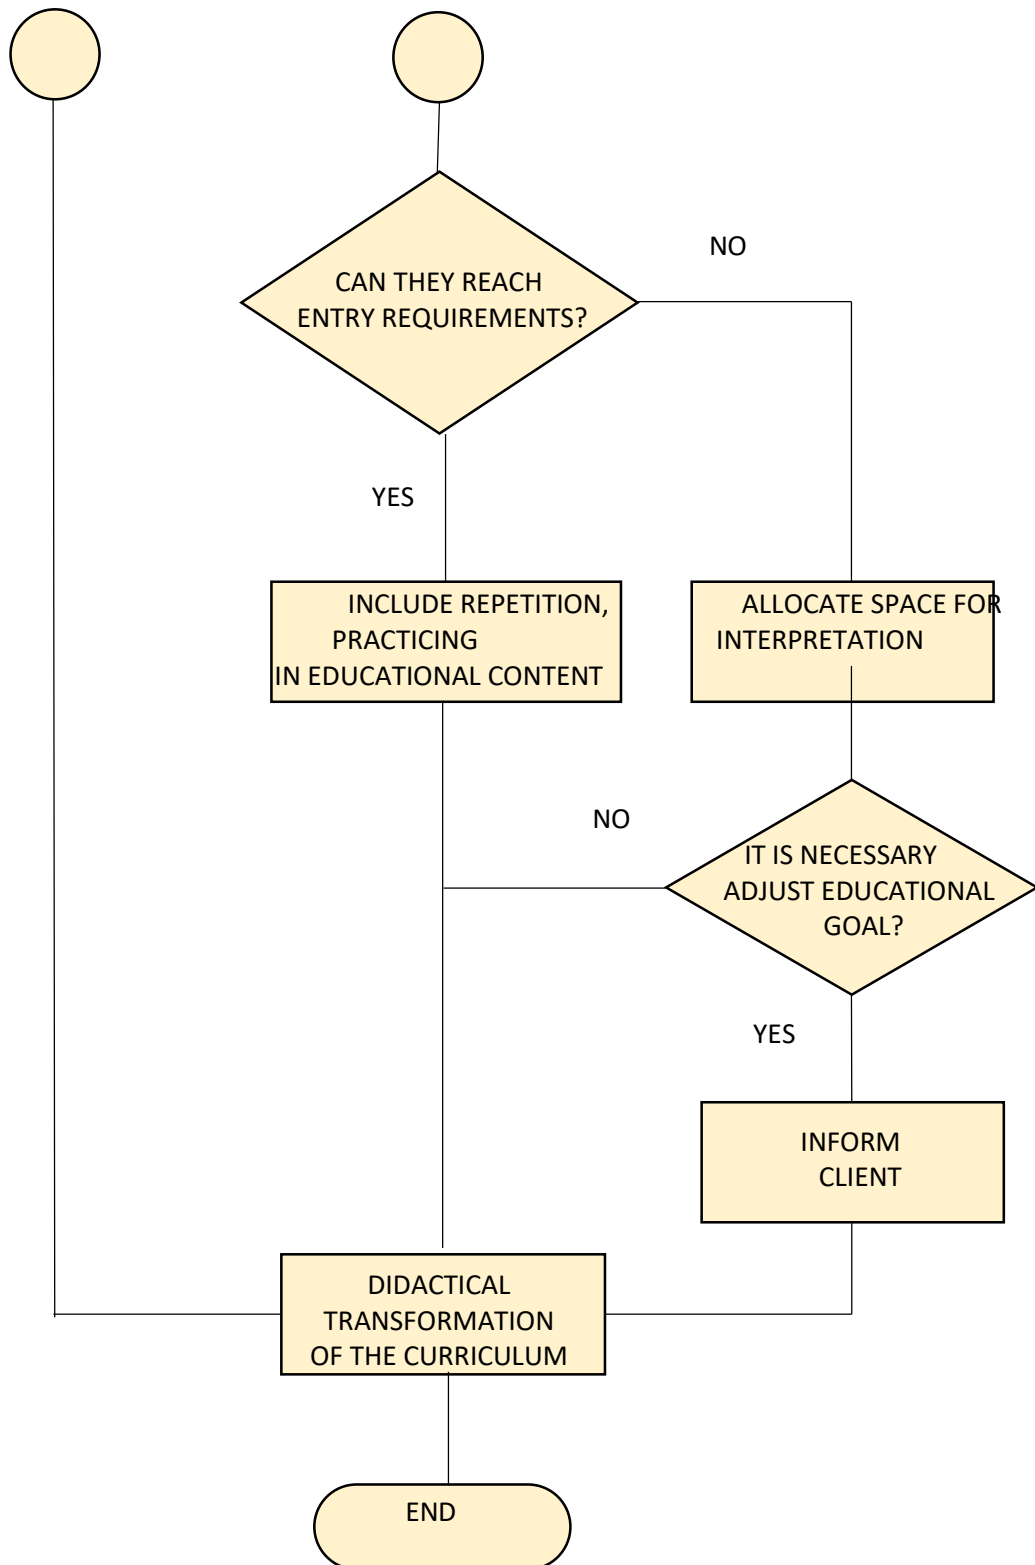 NO
CAN THEY REACH
ENTRY REQUIREMENTS?
YES
INCLUDE REPETITION,
PRACTICING
IN EDUCATIONAL CONTENT
ALLOCATE SPACE FOR
INTERPRETATION
NO
IT IS NECESSARY
ADJUST EDUCATIONAL
GOAL?
YES
INFORM
CLIENT
DIDACTICAL
TRANSFORMATION
OF THE CURRICULUM
END